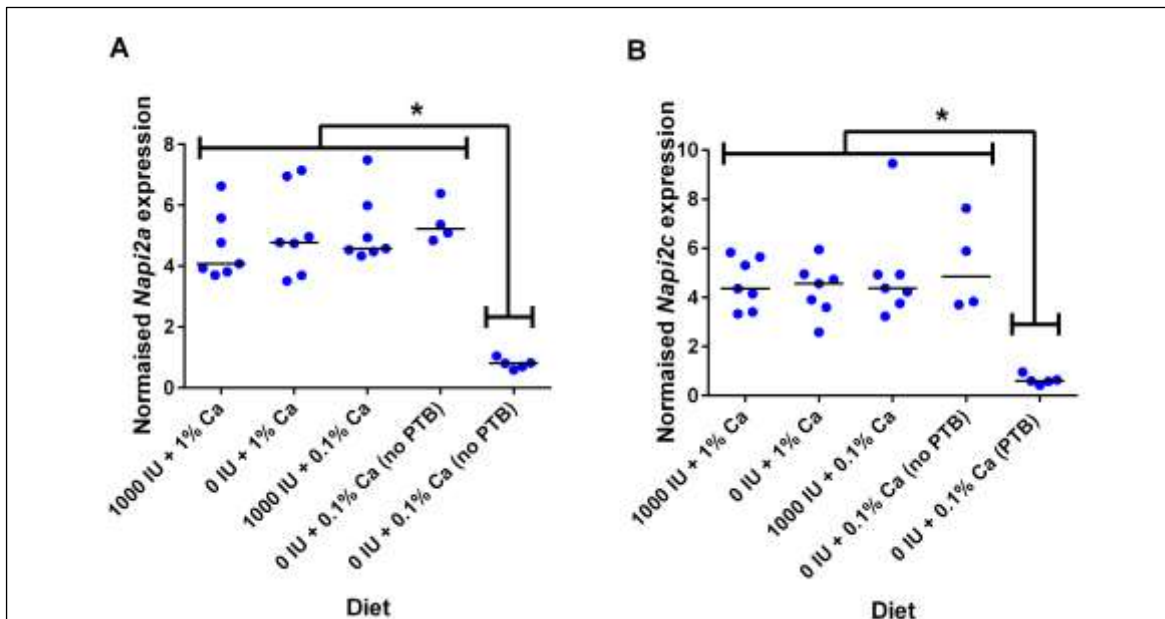 A
Normaised Napi2a expression
*
8
6
4
2
0
1000 IU + 1% Ca
0 IU + 1% Ca
1000 IU + 0.1% Ca
0 IU + 0.1% Ca (no PTB)
0 IU + 0.1% Ca (no PTB)
Diet
B
Normaised Napi2c expression
*
10
8
6
4
2
0
1000 IU + 1% Ca
0 IU + 1% Ca
1000 IU + 0.1% Ca
0 IU + 0.1% Ca (no PTB)
0 IU + 0.1% Ca (PTB)
Diet